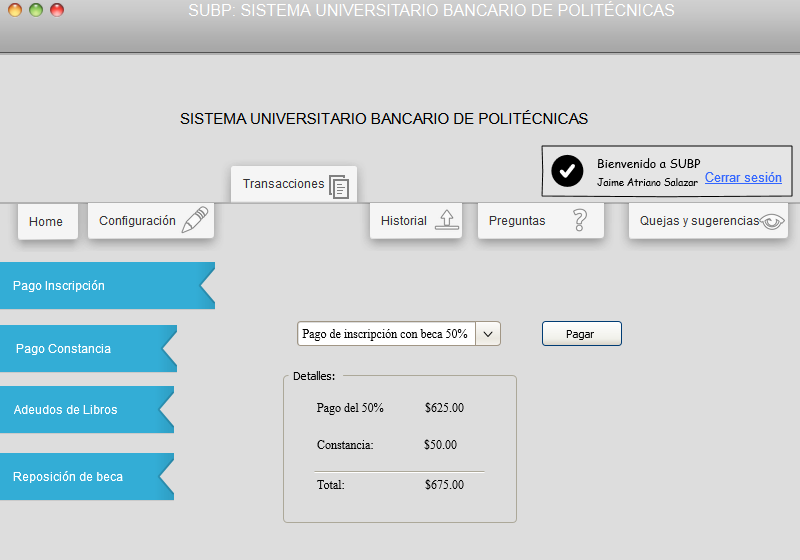 SUBP: SISTEMA UNIVERSITARIO BANCARIO DE POLITÉCNICAS
SISTEMA UNIVERSITARIO BANCARIO DE POLITÉCNICAS
Bienvenido a SUBP
Jaime Atriano Salazar
Cerrar sesión
Transacciones
Home
Configuración
Historial
Preguntas
Quejas y sugerencias
Pago Inscripción
Pago Constancia
Adeudos de Libros
Reposición de beca
Pago de inscripción con beca 50%
Pagar
Detalles:
Pago del 50% $625.00
Constancia: $50.00
Total: $675.00